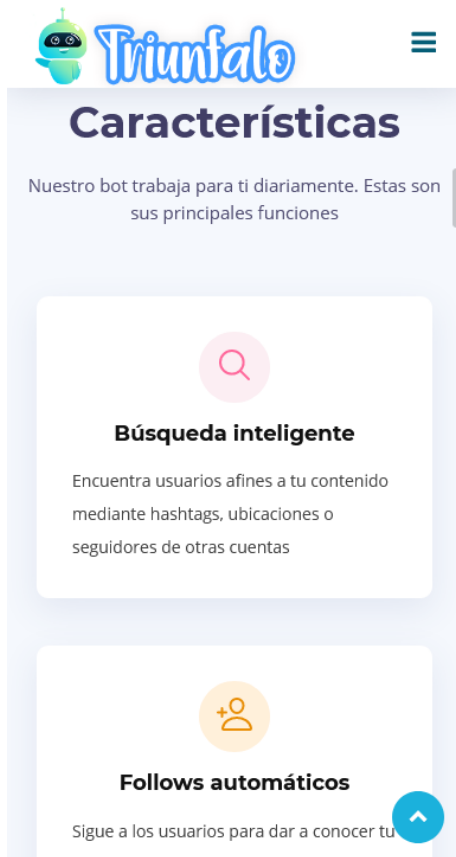 Triunfalo
Características
Nuestro bot trabaja para ti diariamente. Estas son
sus principales funciones
Búsqueda inteligente
Encuentra usuarios afines a tu contenido
mediante hashtags, ubicaciones o
seguidores de otras cuentas
Follows automáticos
Sigue a los usuarios para dar a conocer tu